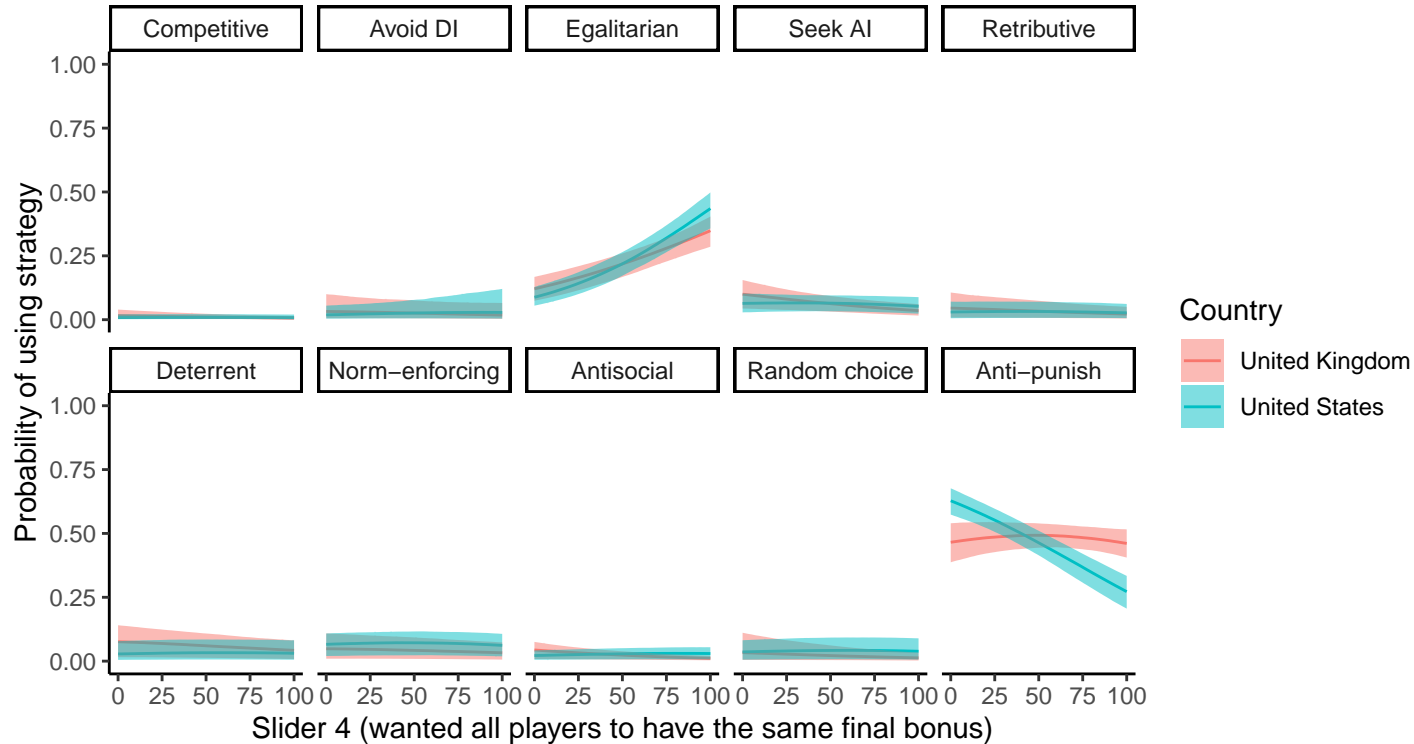 Competitive
Avoid DI
Egalitarian
Seek AI
Retributive
1.00
0.75
0.50
0.25
0.00
Deterrent
Norm−enforcing
Antisocial
Random choice
Anti−punish
1.00
0.75
0.50
0.25
0.00
0 25 50 75 100
0 25 50 75 100
0 25 50 75 100
0 25 50 75 100
0 25 50 75 100
Slider 4 (wanted all players to have the same final bonus)
Probability of using strategy
Country
United Kingdom
United States